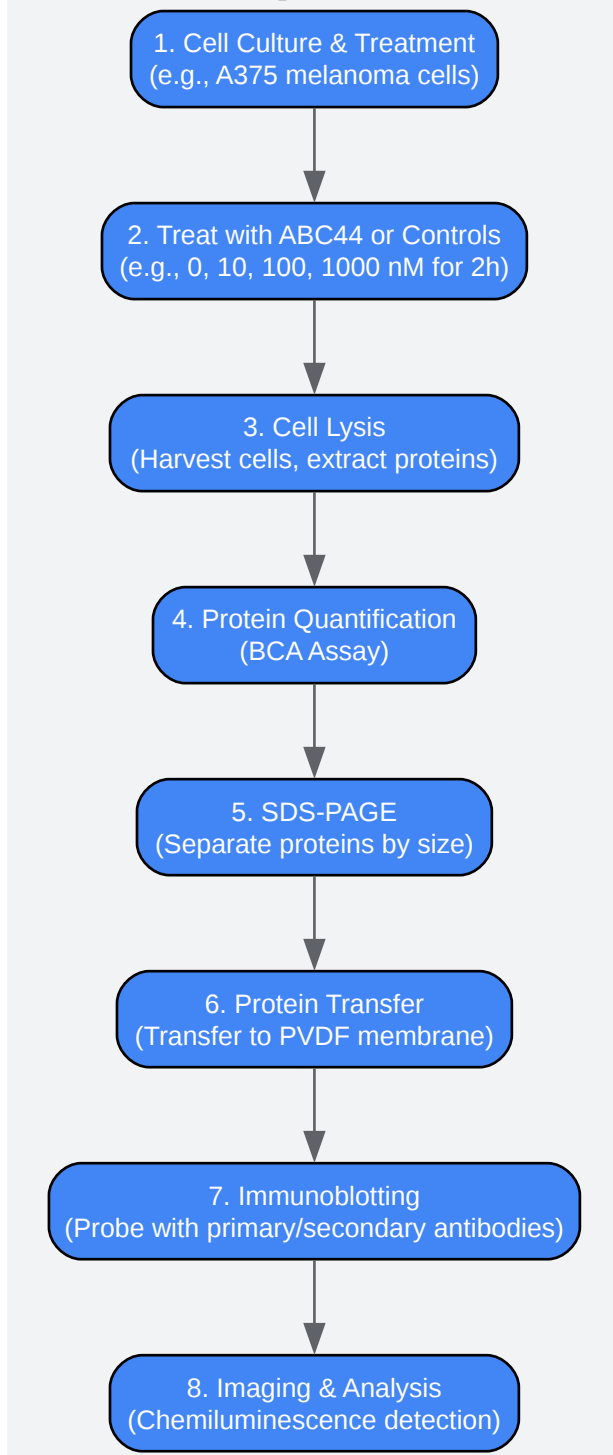 1. Cell Culture & Treatment
(e.g., A375 melanoma cells)
2. Treat with ABC44 or Controls
(e.g., 0, 10, 100, 1000 nM for 2h)
3. Cell Lysis
(Harvest cells, extract proteins)
4. Protein Quantification
(BCA Assay)
5. SDS-PAGE
(Separate proteins by size)
6. Protein Transfer
(Transfer to PVDF membrane)
7. Immunoblotting
(Probe with primary/secondary antibodies)
8. Imaging & Analysis
(Chemiluminescence detection)